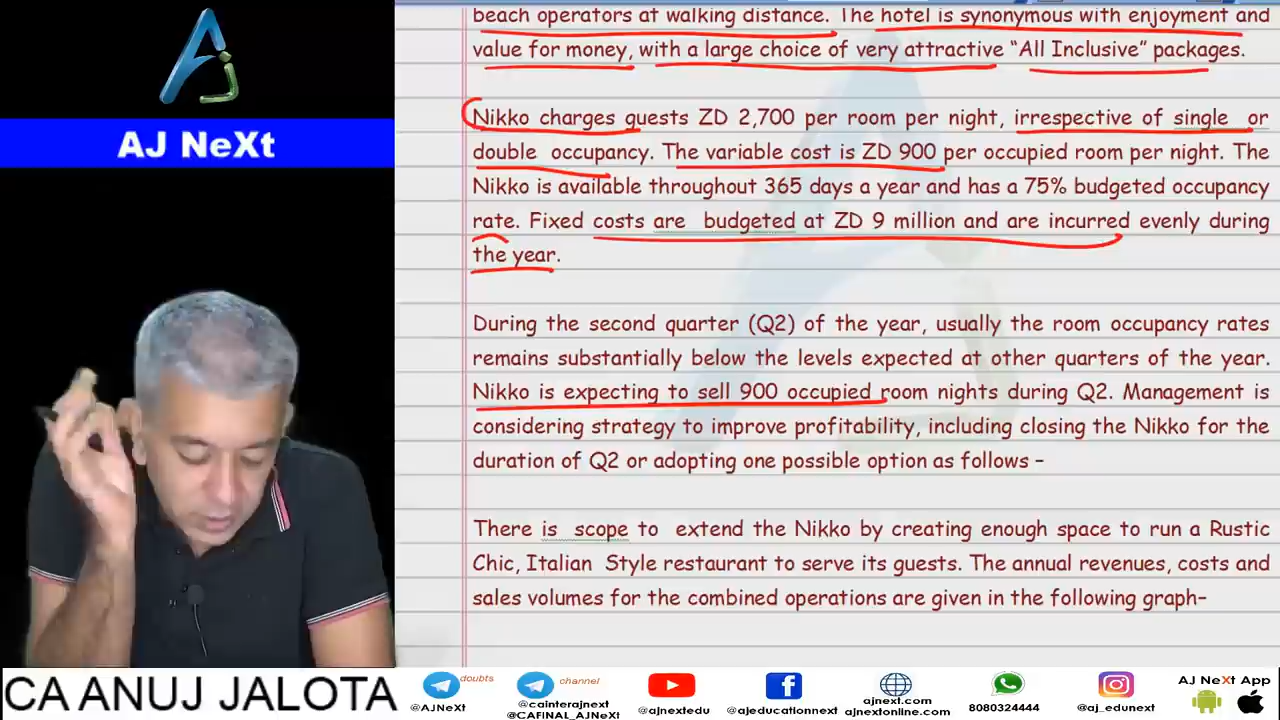 beach operators at walking distance. The hotel is synonymous with enjoyment and
value for money, with a large choice of very attractive “All Inclusive” packages.
Nikko charges guests ZD 2,700 per room per night, irrespective of single or
double occupancy. The variable cost is ZD 900 per occupied room per night. The
Nikko is available throughout 365 days a year and has a 75% budgeted occupancy
rate. Fixed costs are budgeted at ZD 9 million and are incurred evenly during
the year.
During the second quarter (Q2) of the year, usually the room occupancy rates
remains substantially below the levels expected at other quarters of the year.
Nikko is expecting to sell 900 occupied room nights during Q2. Management is
considering strategy to improve profitability, including closing the Nikko for the
duration of Q2 or adopting one possible option as follows –
There is scope to extend the Nikko by creating enough space to run a Rustic
Chic, Italian Style restaurant to serve its guests. The annual revenues, costs and
sales volumes for the combined operations are given in the following graph–
AJ
AJ NeXt
CA ANUJ JALOTA
doubts
@AJNeXt
channel
@cainterajnext
@CAFINAL_AJNeXt
@ajnextedu
@ajeducationnext
ajnext.com
ajnextonline.com
8080324444
@aj_edunext
AJ NeXt App